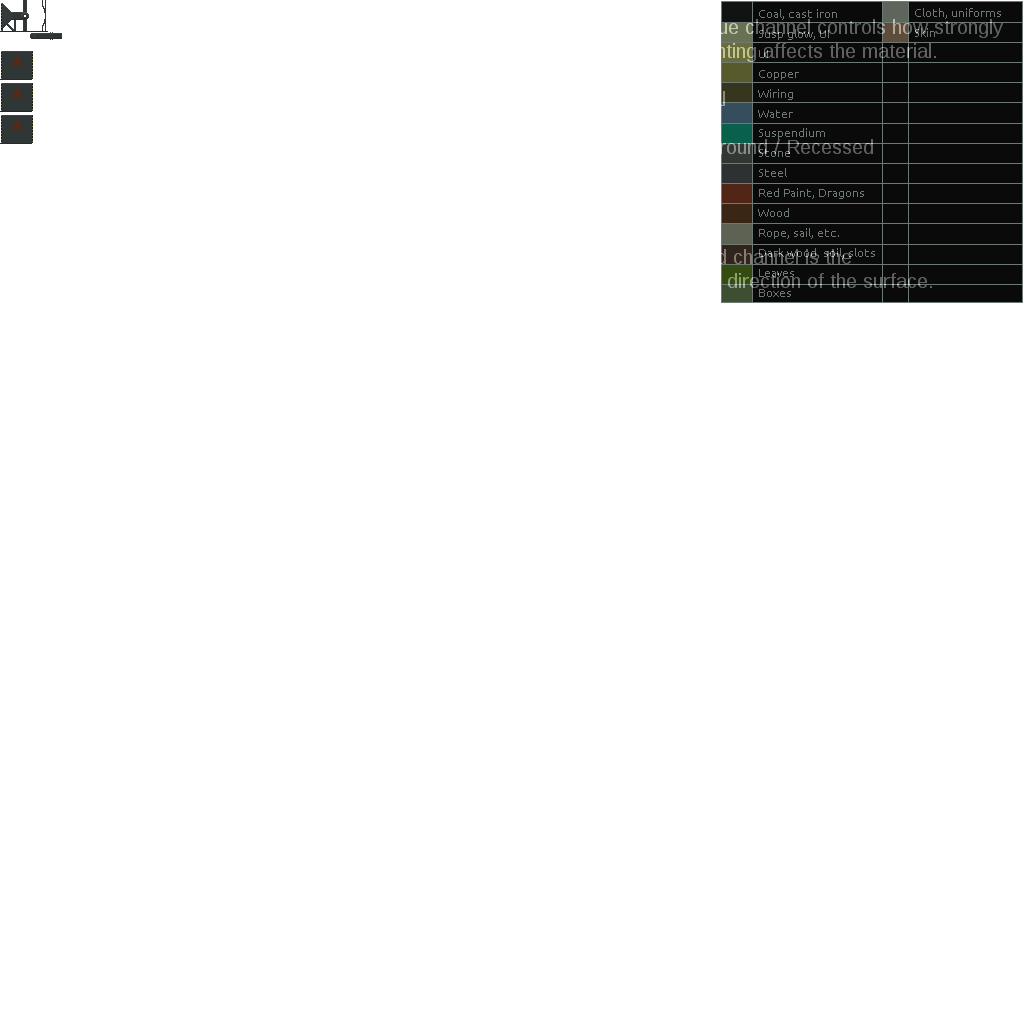 Coal, cast iron
Cloth, uniforms
ue channel controls how strongly
Susp glow, UI
Skin
UI
nting affects the material.
Copper
Wiring
Water
Suspendium
round / Recessed
Stone
Steel
Red Paint, Dragons
Wood
Rope, sail, etc.
Dark wood, soil, slots
d channel is the
Leaves
direction of the surface.
Boxes